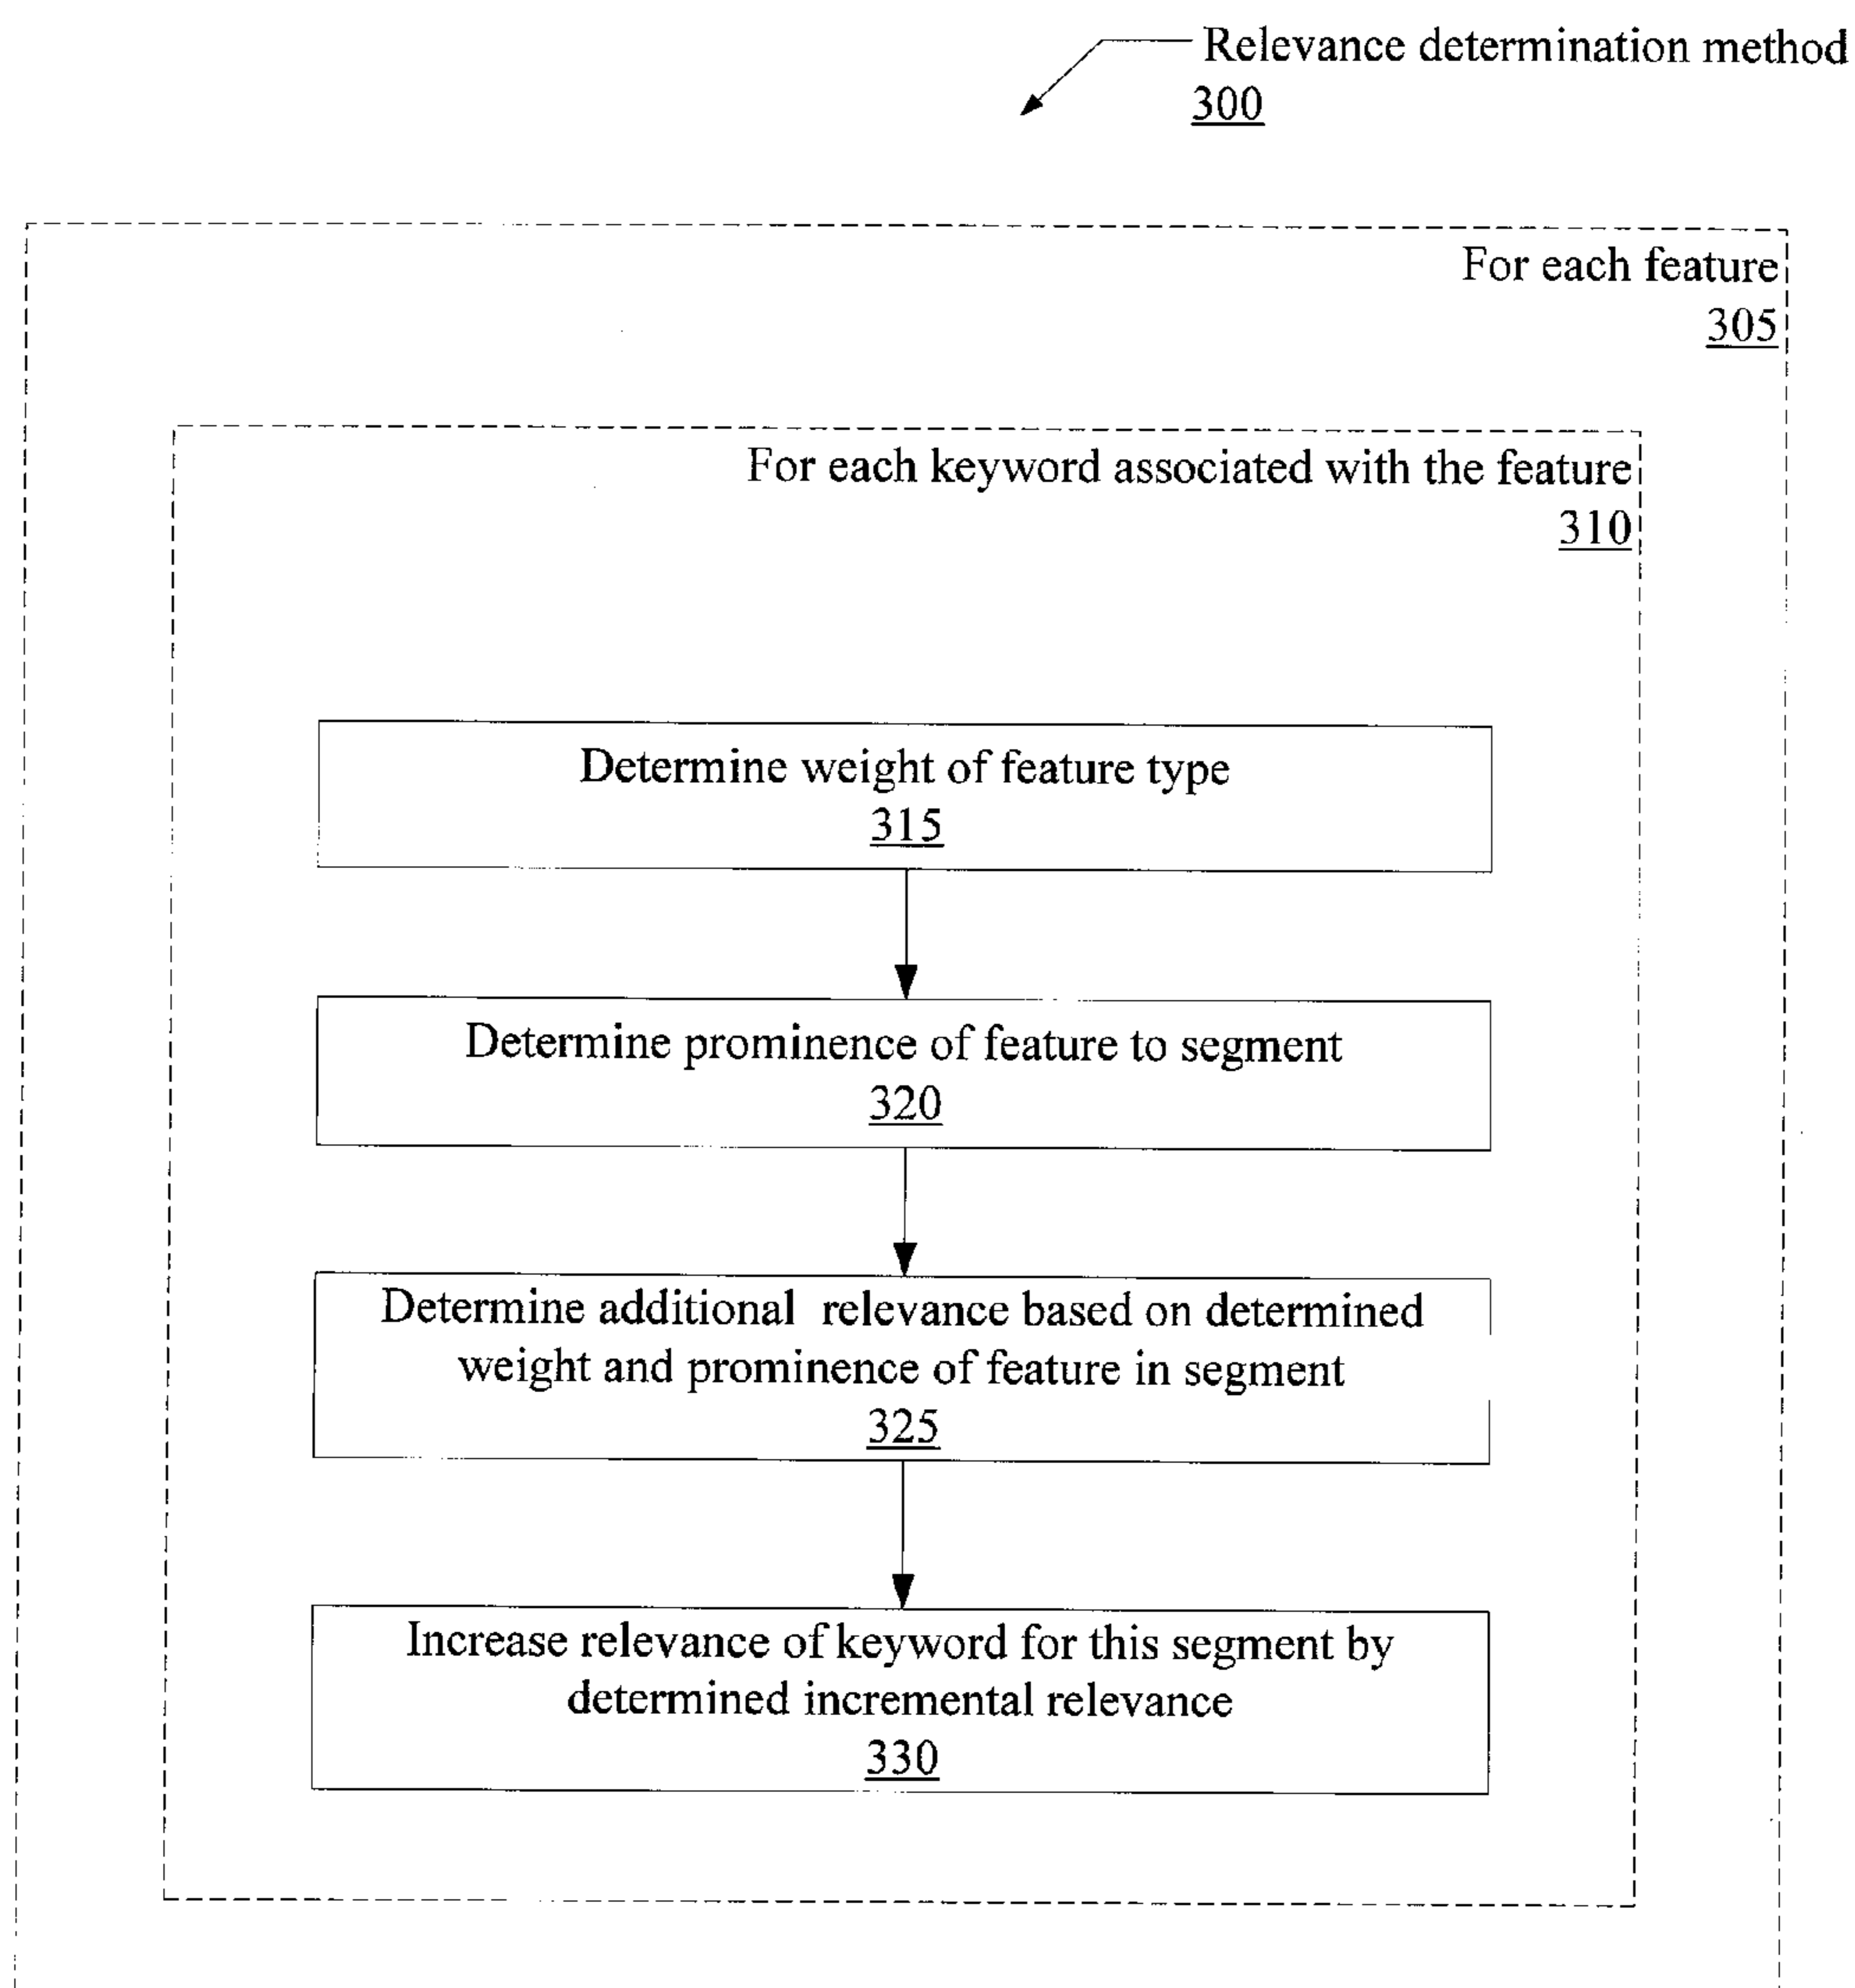 Relevance determination method
300
For each feature
305
For each keyword associated with the feature
310
Determine weight of feature type
315
Determine prominence of feature to segment
320
Determine additional relevance based on determined
weight and prominence of feature in segment
325
Increase relevance of keyword for this segment by
determined incremental relevance
330